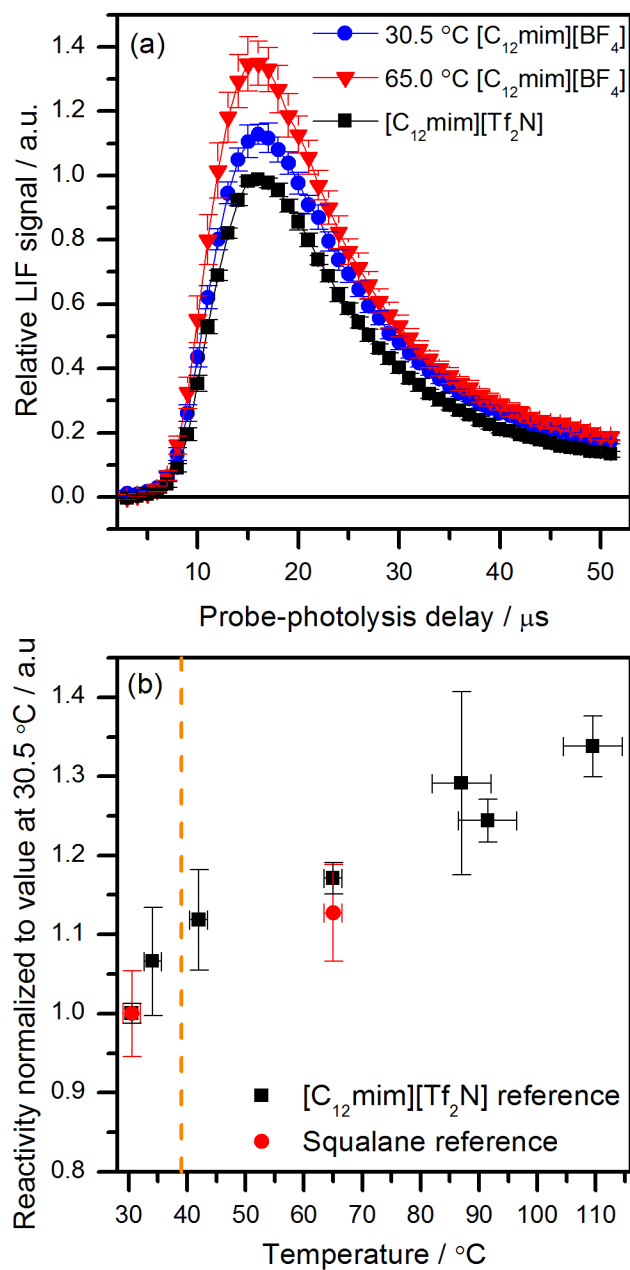 (a)
30.5 °C [C₁₂mim][BF₄]
65.0 °C [C₁₂mim][BF₄]
[C₁₂mim][Tf₂N]
Relative LIF signal / a.u.
1.4
1.2
1.0
0.8
0.6
0.4
0.2
0.0
10 20 30 40 50
Probe-photolysis delay / μs
(b)
Reactivity normalized to value at 30.5 °C / a.u
1.4
1.3
1.2
1.1
1.0
0.9
0.8
[C₁₂mim][Tf₂N] reference
Squalane reference
30 40 50 60 70 80 90 100 110
Temperature / °C